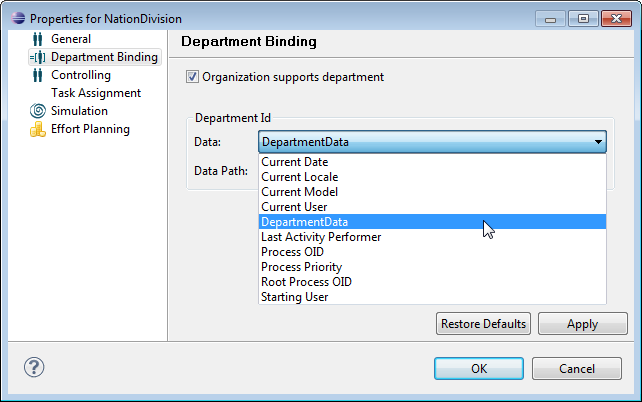 Properties for NationDivision
General
Department Binding
Controlling
Task Assignment
Simulation
Effort Planning
Department Binding
Organization supports department
Department Id
Data:
DepartmentData
Data Path:
Current Date
Current Locale
Current Model
Current User
DepartmentData
Last Activity Performer
Process OID
Process Priority
Root Process OID
Starting User
Restore Defaults
Apply
?
OK
Cancel